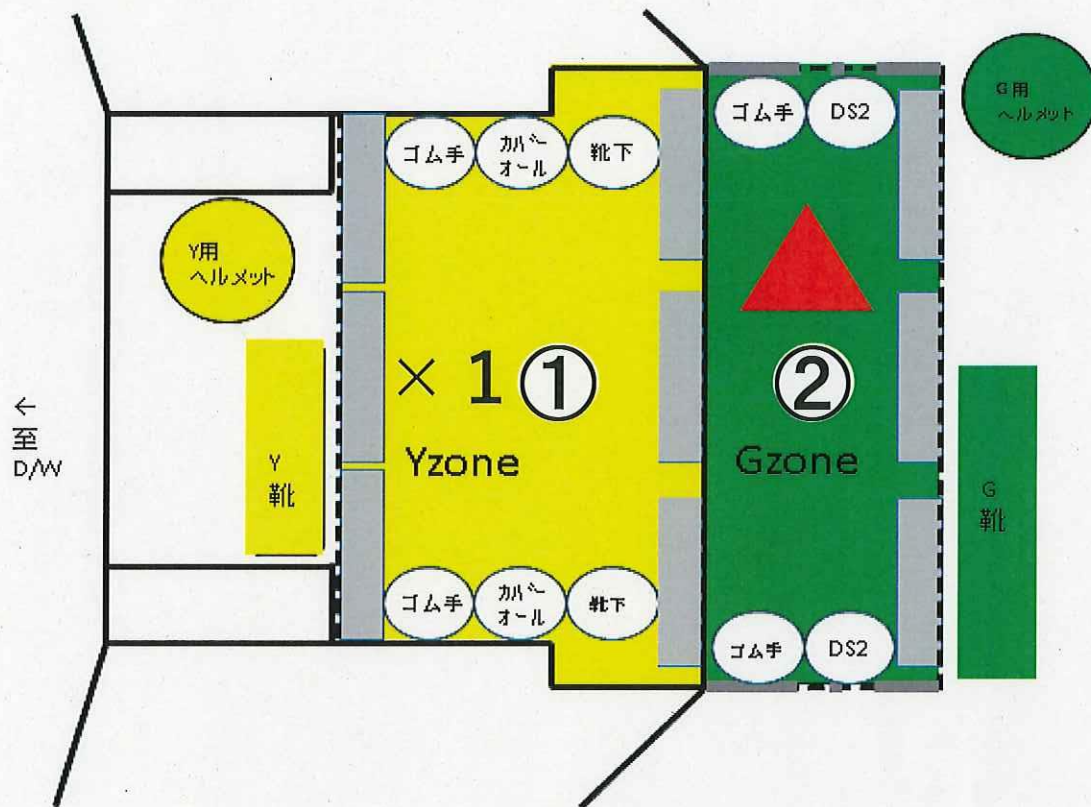 G用
ヘルメット
ゴム手
カバー
オール
靴下
ゴム手
DS2
Y用
ヘルメット
×1
①
②
←
至
D/W
Yzone
Gzone
Y
靴
G
靴
ゴム手
カバー
オール
靴下
ゴム手
DS2